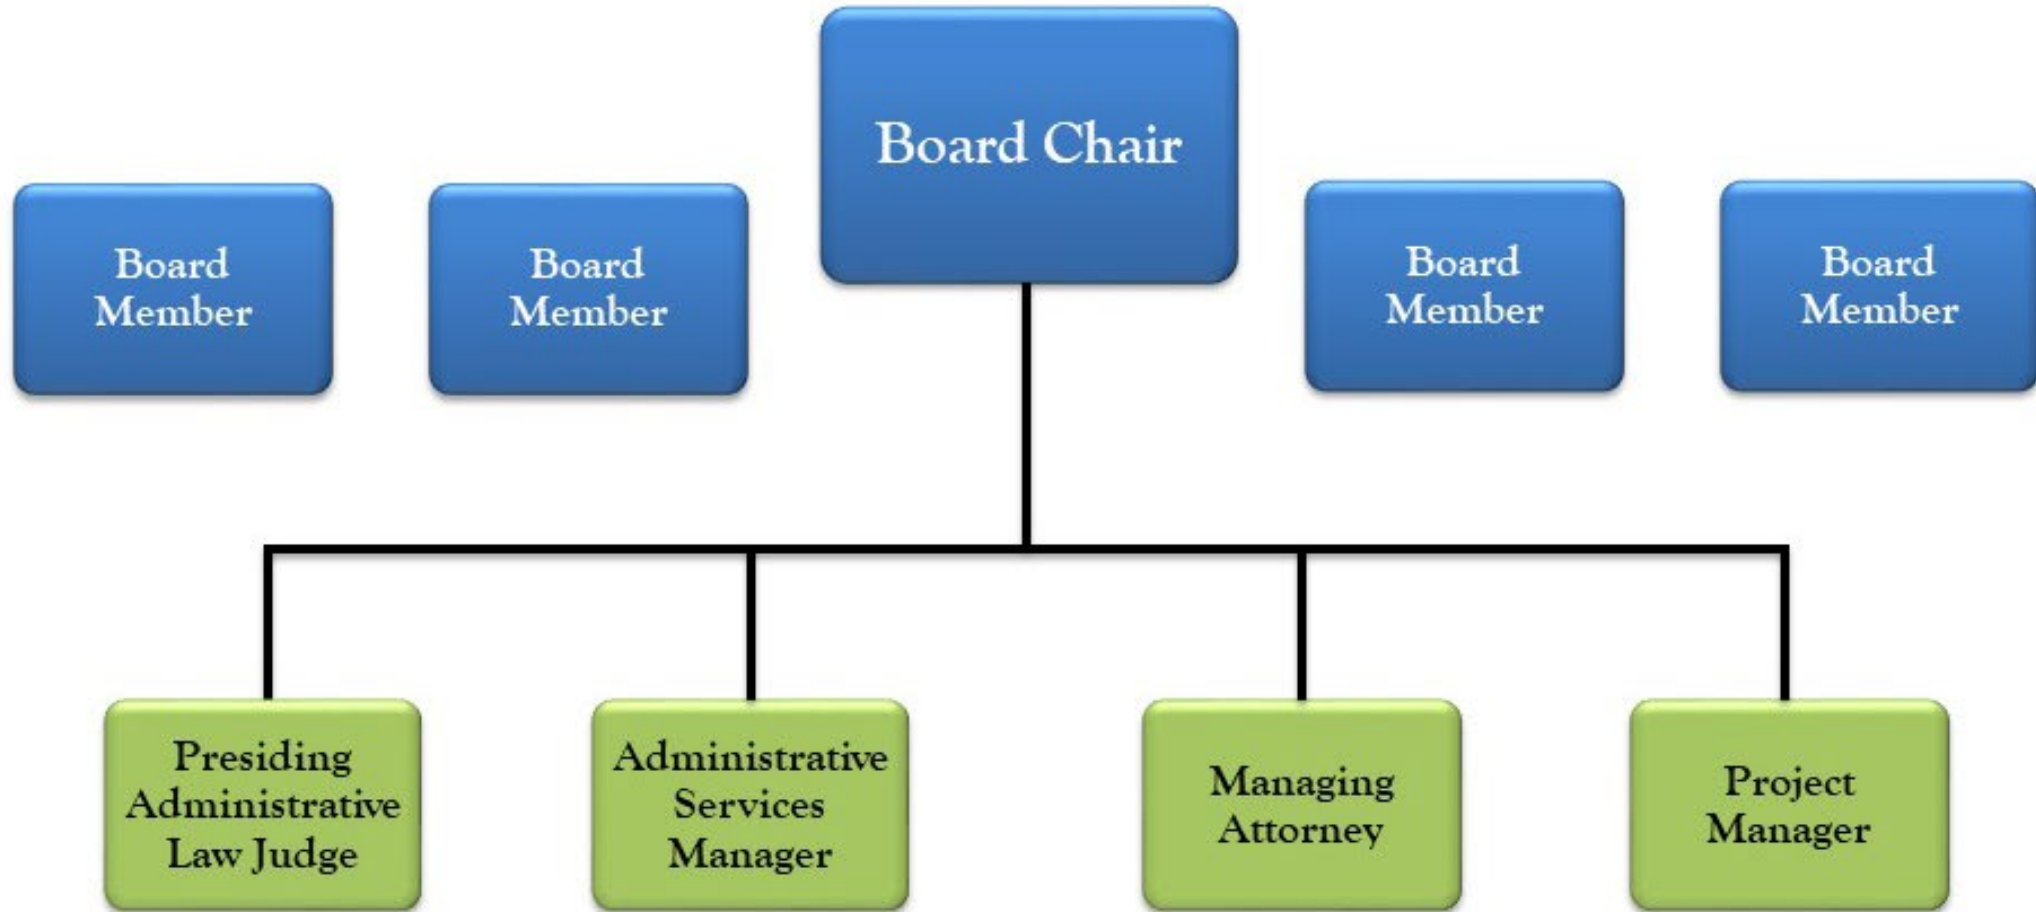 Board Chair
Board
Member
Board
Member
Board
Member
Board
Member
Presiding
Administrative
Law Judge
Administrative
Services
Manager
Managing
Attorney
Project
Manager